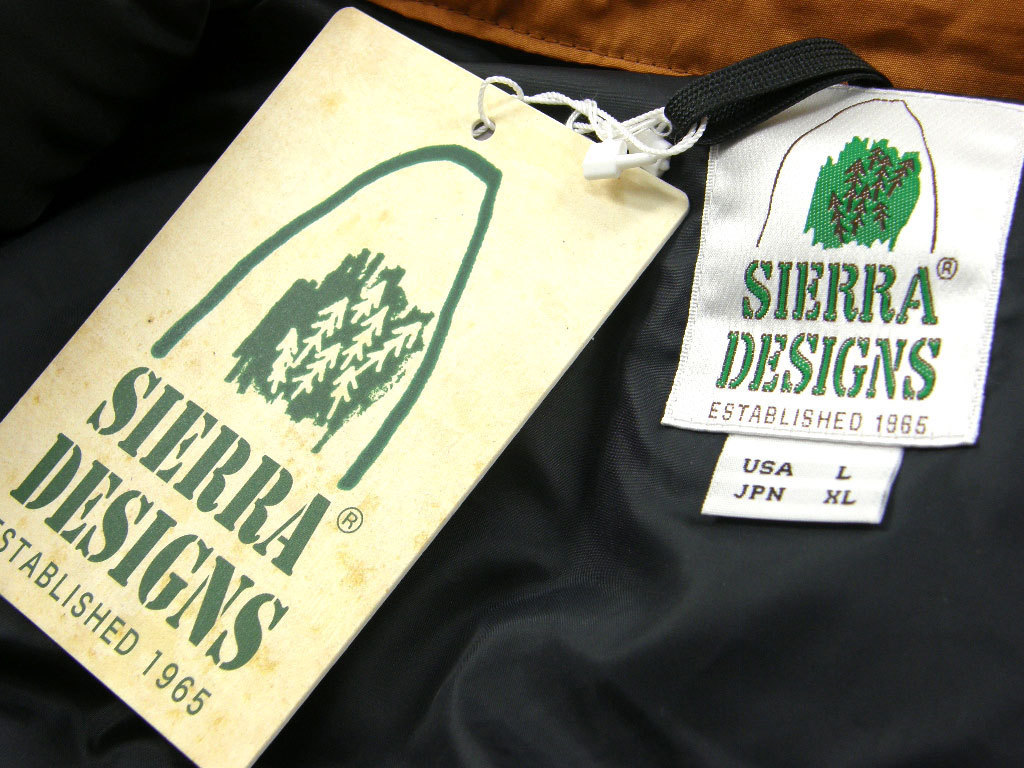 SIERRA ®
DESIGNS
ESTABLISHED 1965
SIERRA ®
DESIGNS
ESTABLISHED 1965
USA L
JPN XL